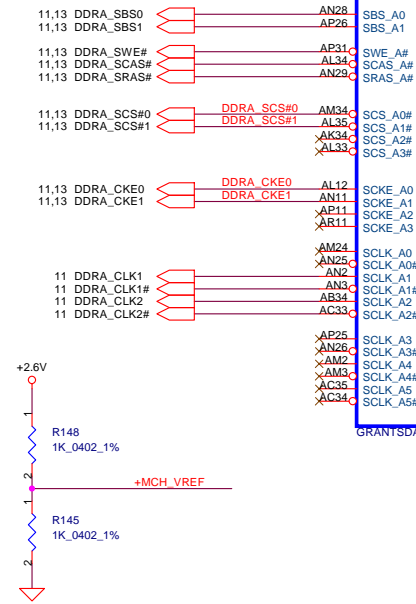 11,13 DDRA_SBS0 AN28 SBS_A0
11,13 DDRA_SBS1 AP26 SBS_A1
11,13 DDRA_SWE# AP31 SWE_A#
11,13 DDRA_SCAS# AL34 SCAS_A#
11,13 DDRA_SRAS# AN29 SRAS_A#
11,13 DDRA_SCS#0 DDRA_SCS#0 AM34 SCS_A0#
11,13 DDRA_SCS#1 DDRA_SCS#1 AL35 SCS_A1#
AK34 SCS_A2#
AL33 SCS_A3#
11,13 DDRA_CKE0 DDRA_CKE0 AL12 SCKE_A0
11,13 DDRA_CKE1 DDRA_CKE1 AN11 SCKE_A1
AP11 SCKE_A2
AR11 SCKE_A3
AM24 SCLK_A0
AN25 SCLK_A0#
11 DDRA_CLK1 AN2 SCLK_A1
11 DDRA_CLK1# AN3 SCLK_A1#
11 DDRA_CLK2 AB34 SCLK_A2
11 DDRA_CLK2# AC33 SCLK_A2#
AP25 SCLK_A3
AN26 SCLK_A3#
AM2 SCLK_A4
AM3 SCLK_A4#
AC35 SCLK_A5
AC34 SCLK_A5#
GRANTSDA
+2.6V
1
R148
1K_0402_1%
2
+MCH_VREF
1
R145
1K_0402_1%
2